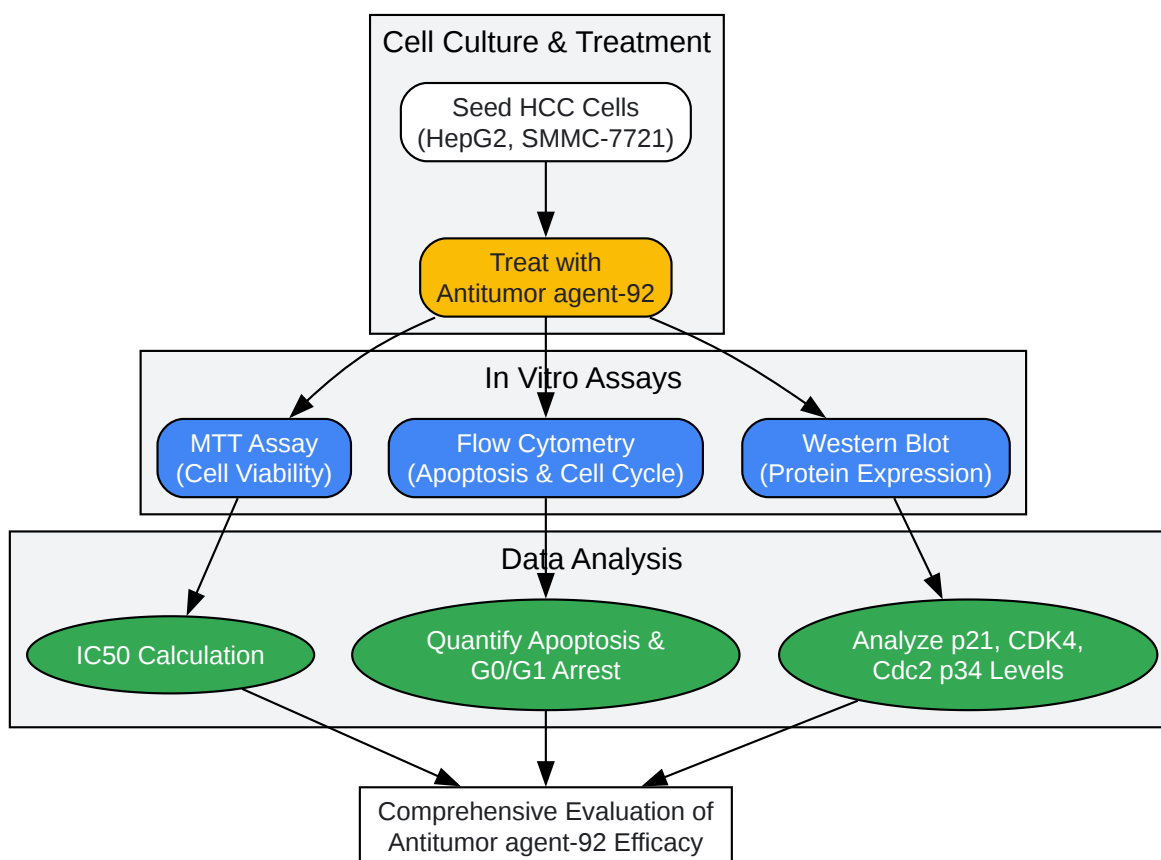 Cell Culture & Treatment
Seed HCC Cells
(HepG2, SMMC-7721)
Treat with
Antitumor agent-92
In Vitro Assays
MTT Assay
(Cell Viability)
Flow Cytometry
(Apoptosis & Cell Cycle)
Western Blot
(Protein Expression)
Data Analysis
IC50 Calculation
Quantify Apoptosis &
G0/G1 Arrest
Analyze p21, CDK4,
Cdc2 p34 Levels
Comprehensive Evaluation of
Antitumor agent-92 Efficacy